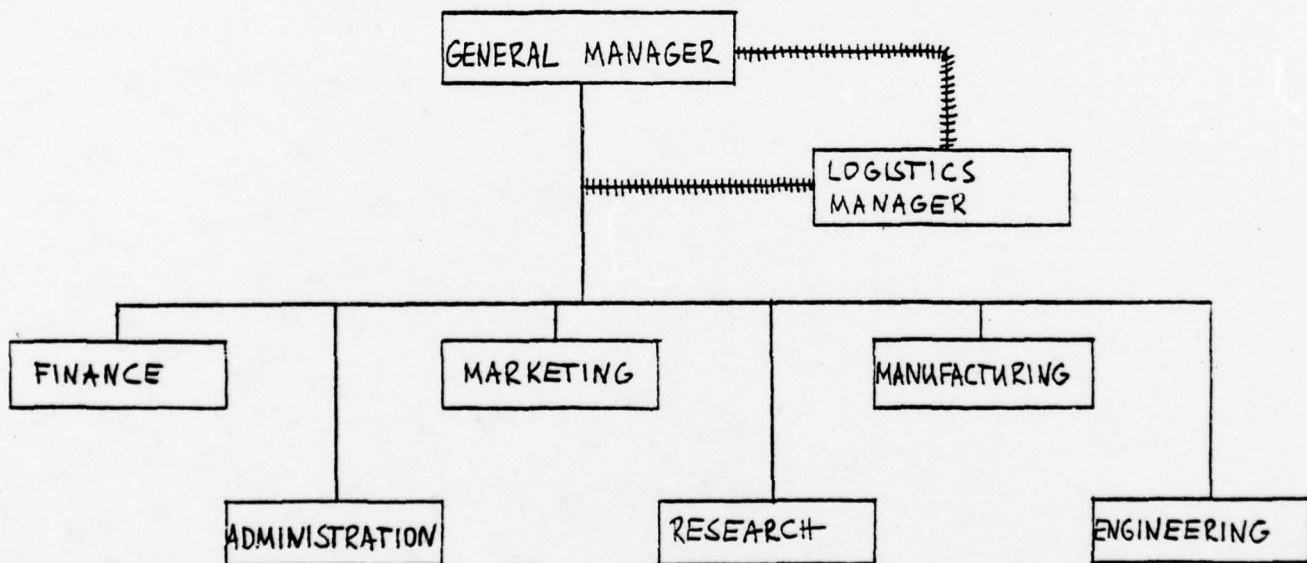 GENERAL MANAGER
LOGISTICS
MANAGER
FINANCE
MARKETING
MANUFACTURING
ADMINISTRATION
RESEARCH
ENGINEERING